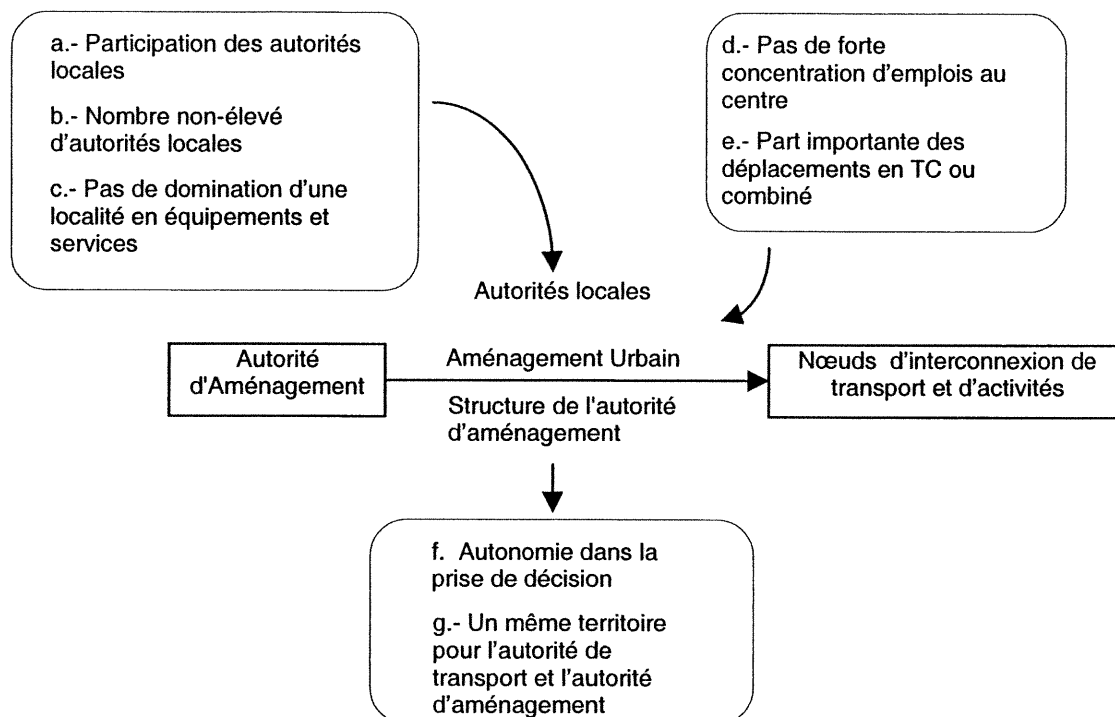 a.- Participation des autorités
locales
b.- Nombre non-élevé
d'autorités locales
c.- Pas de domination d'une
localité en équipements et
services
d.- Pas de forte
concentration d'emplois au
centre
e.- Part importante des
déplacements en TC ou
combiné
Autorités locales
Autorité
d'Aménagement
Aménagement Urbain
Structure de l'autorité
d'aménagement
Nœuds d'interconnexion de
transport et d'activités
f. Autonomie dans la
prise de décision
g.- Un même territoire
pour l'autorité de
transport et l'autorité
d'aménagement